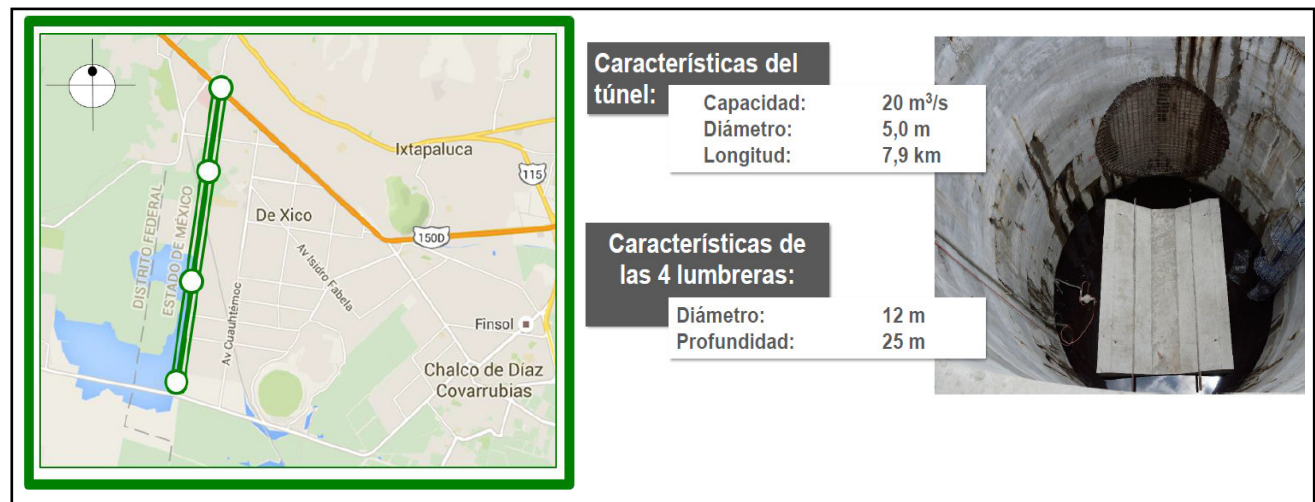 Ixtapaluca
115
De Xico
150D
DISTRITO FEDERAL
ESTADO DE MÉXICO
Av Isidro Fabela
Av Cuauhtémoc
Finsol
Chalco de Díaz
Covarrubias
Características del
túnel:
Capacidad: 20 m³/s
Diámetro: 5,0 m
Longitud: 7,9 km
Características de
las 4 lumbreras:
Diámetro: 12 m
Profundidad: 25 m